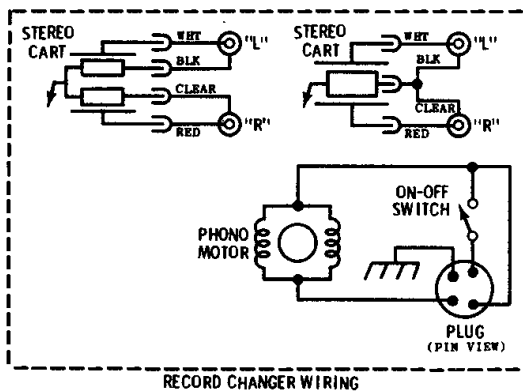 STEREO
CART
WHT
"L"
BLK
CLEAR
"R"
RED
STEREO
CART
WHT
"L"
BLK
CLEAR
"R"
RED
ON-OFF
SWITCH
PHONO
MOTOR
PLUG
(PIN VIEW)
RECORD CHANGER WIRING